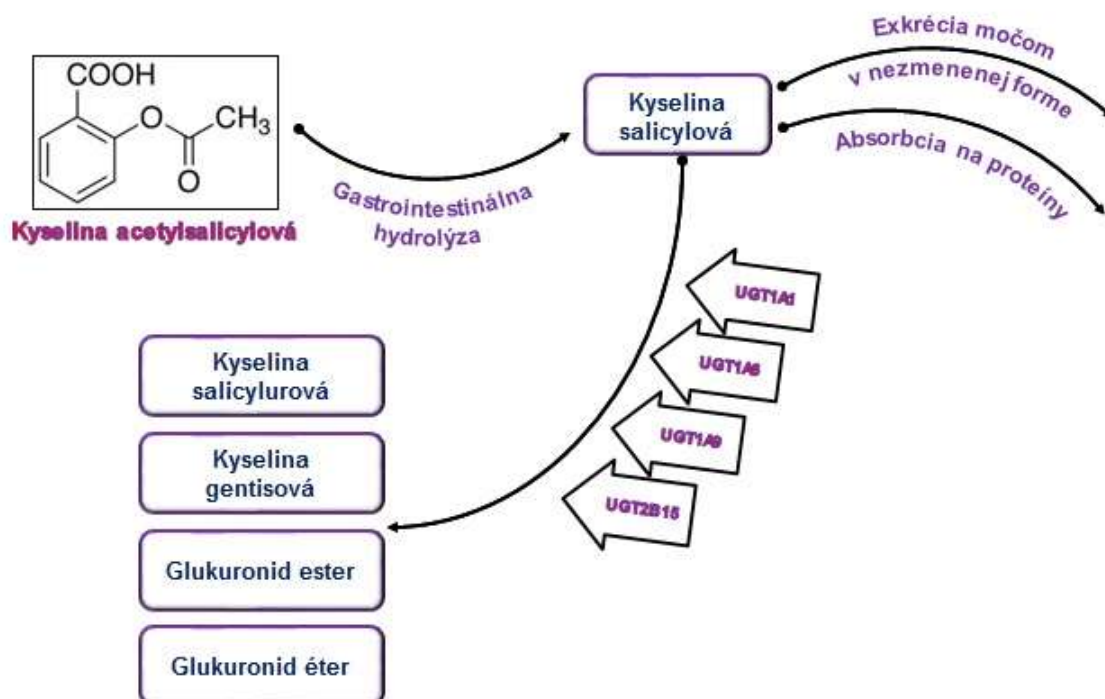 COOH
O
CH3
O
Kyselina acetylsalicylová
Gastrointestinálna
hydrolýza
Kyselina
salicylová
Exkrécia močom
v nezmenenej forme
Absorbcia na proteíny
UGT1A1
UGT1A6
UGT1A9
UGT2B15
Kyselina
salicylurová
Kyselina
gentisová
Glukuronid ester
Glukuronid éter